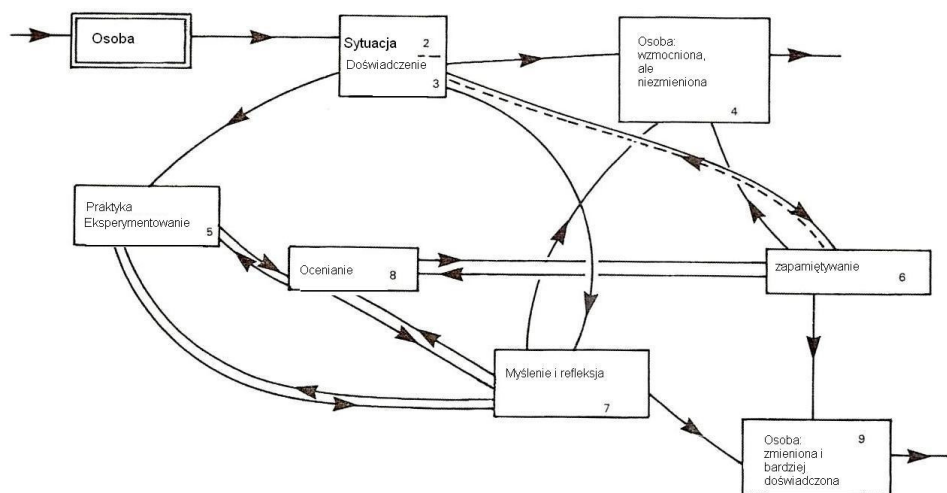 Osoba
Sytuacja 2
Doświadczenie
3
Osoba:
wzmocniona,
ale
niezmieniona
4
Praktyka
Eksperymentowanie
5
Ocenianie 8
zapamiętywanie
6
Myślenie i refleksja
7
9
Osoba:
zmieniona i
bardziej
doświadczona